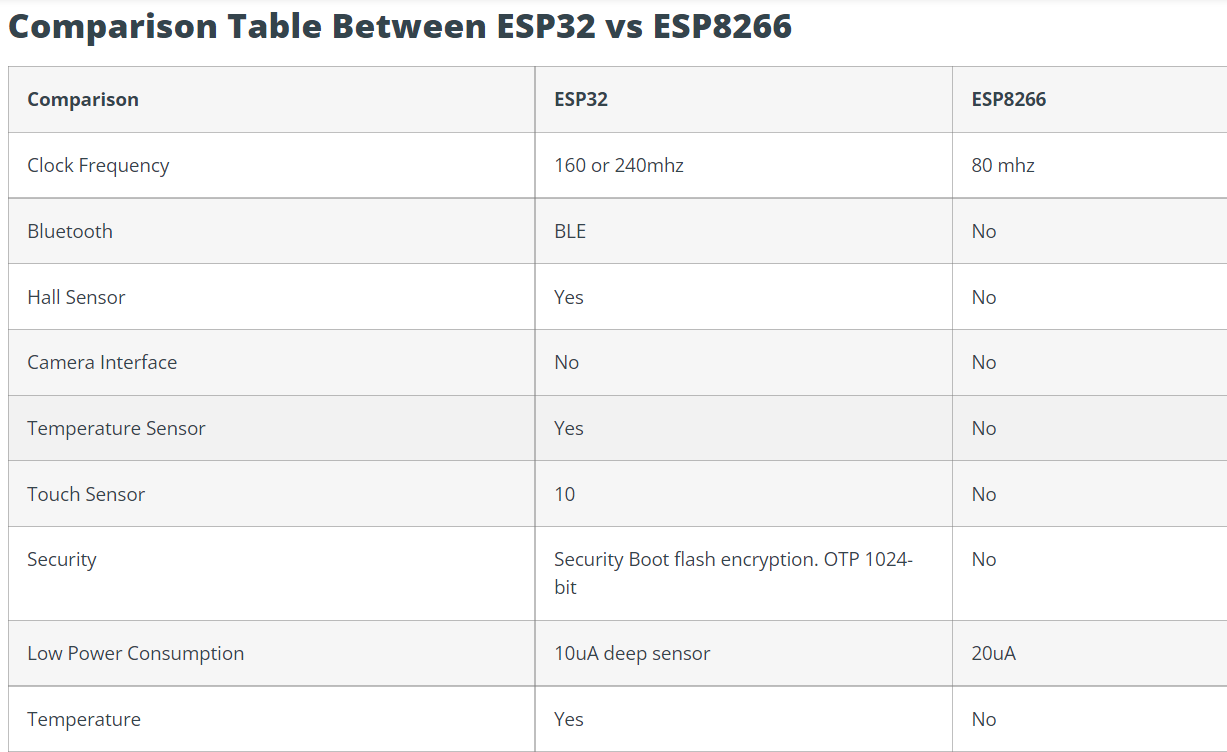 Comparison Table Between ESP32 vs ESP8266
Comparison ESP32 ESP8266
Clock Frequency 160 or 240mhz 80 mhz
Bluetooth BLE No
Hall Sensor Yes No
Camera Interface No No
Temperature Sensor Yes No
Touch Sensor 10 No
Security Security Boot flash encryption. OTP 1024- No
bit
Low Power Consumption 10uA deep sensor 20uA
Temperature Yes No